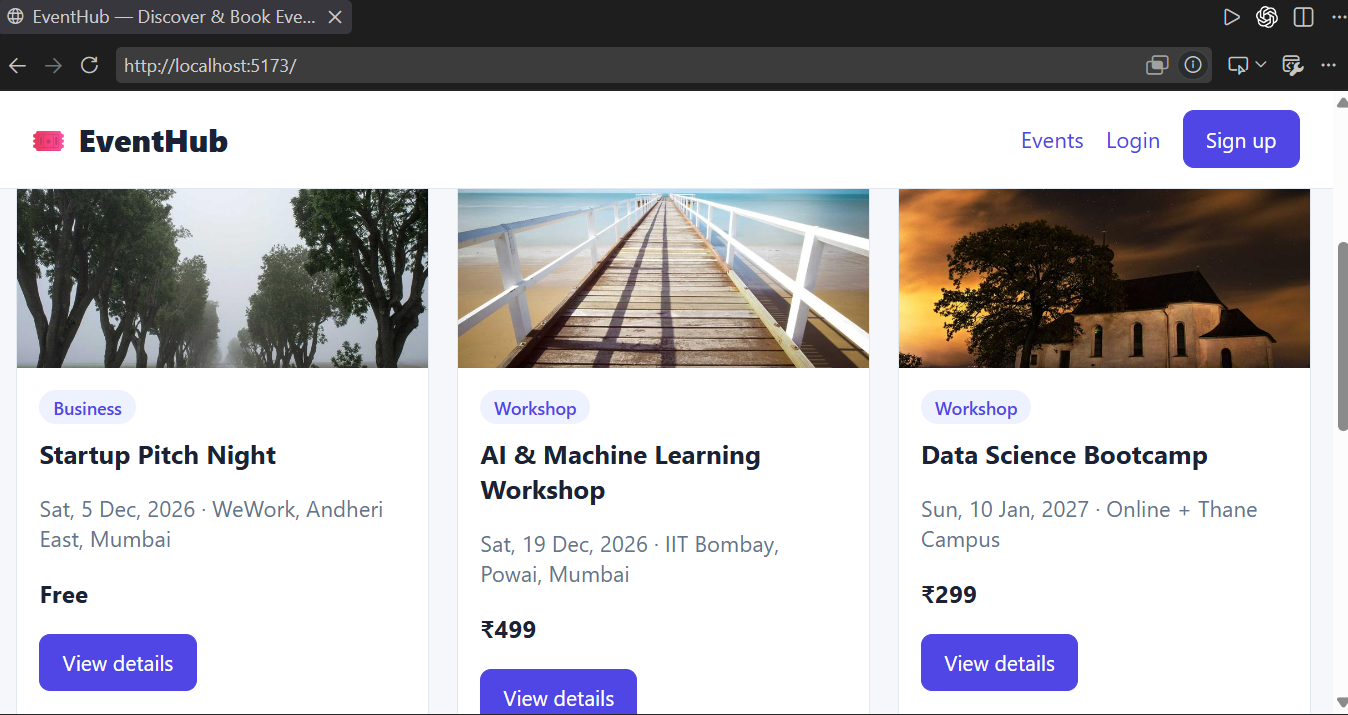 EventHub — Discover & Book Eve...
http://localhost:5173/
EventHub
Events
Login
Sign up
Business
Startup Pitch Night
Sat, 5 Dec, 2026 · WeWork, Andheri
East, Mumbai
Free
View details
Workshop
AI & Machine Learning
Workshop
Sat, 19 Dec, 2026 · IIT Bombay,
Powai, Mumbai
₹499
View details
Workshop
Data Science Bootcamp
Sun, 10 Jan, 2027 · Online + Thane
Campus
₹299
View details